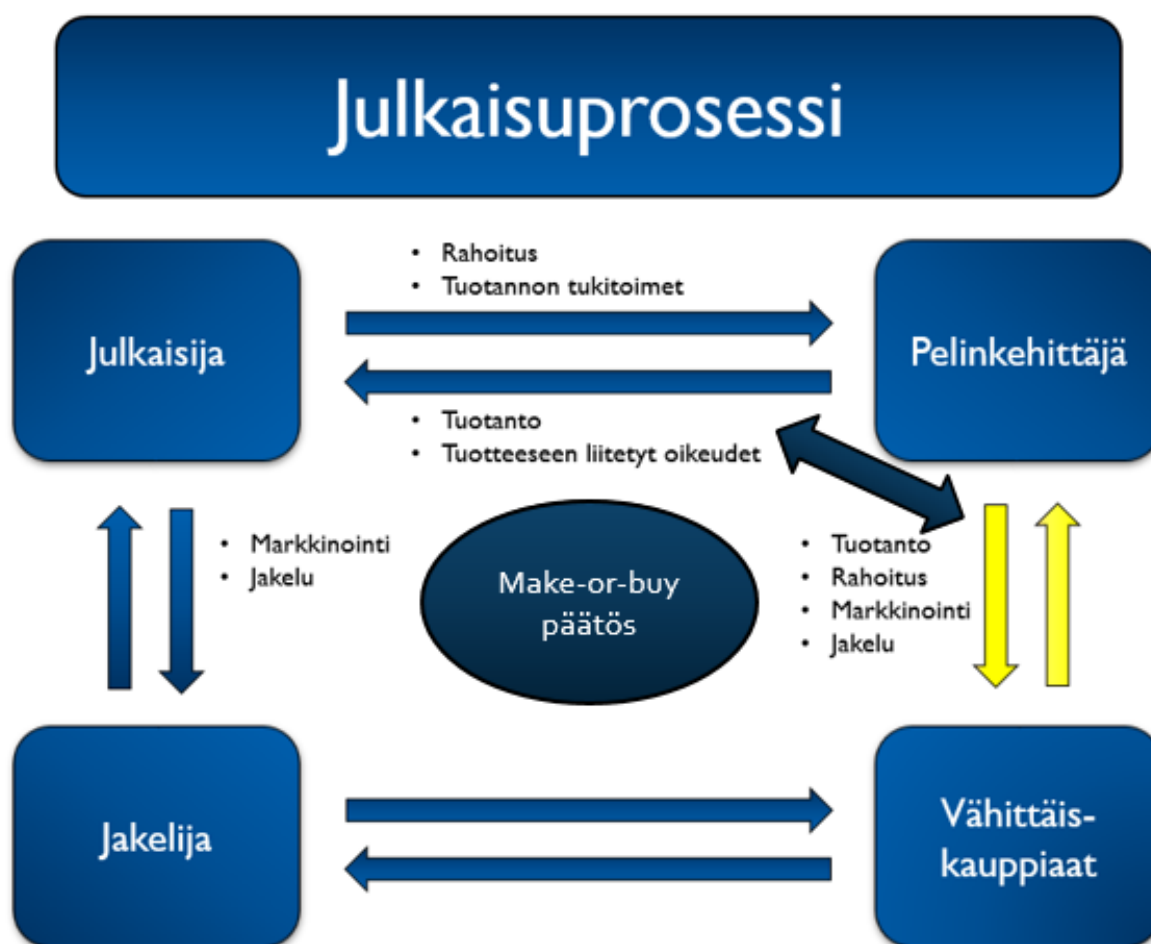 Julkaisuprosessi
• Rahoitus
• Tuotannon tukitoimet
Julkaisija
Pelinkehittäjä
• Tuotanto
• Tuotteeseen liitetyt oikeudet
• Markkinointi
• Jakelu
Make-or-buy
päätös
• Tuotanto
• Rahoitus
• Markkinointi
• Jakelu
Jakelija
Vähittäis-
kauppiaat